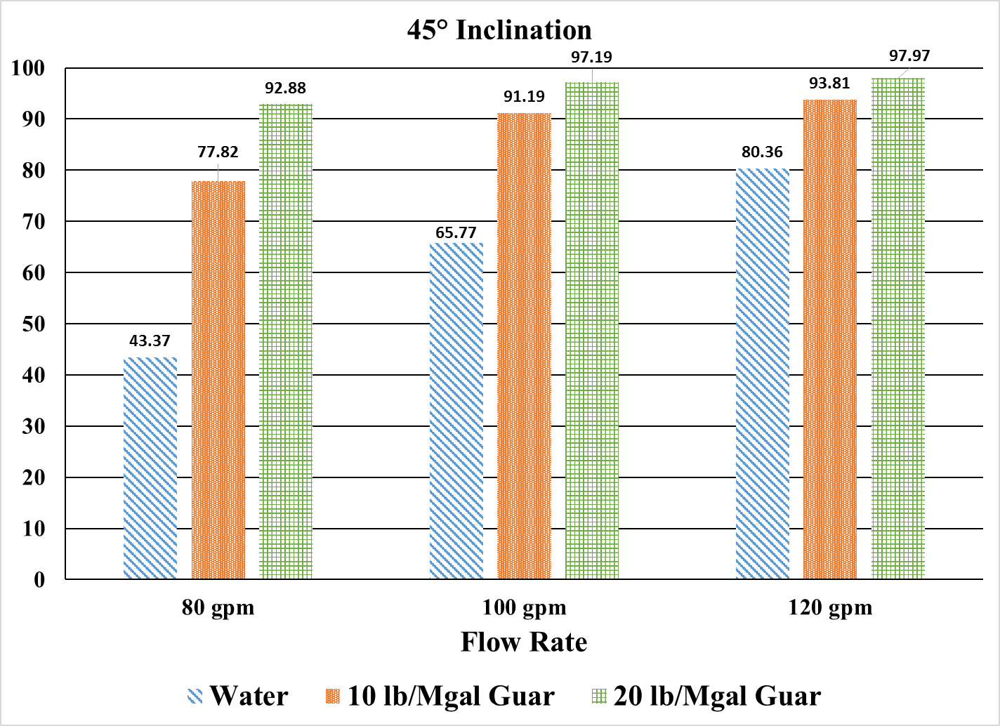 45° Inclination
97.19
97.97
100
92.88
91.19
93.81
90
77.82
80.36
80
70
65.77
60
50
43.37
40
30
20
10
0
80 gpm
100 gpm
120 gpm
Flow Rate
Water
10 lb/Mgal Guar
20 lb/Mgal Guar